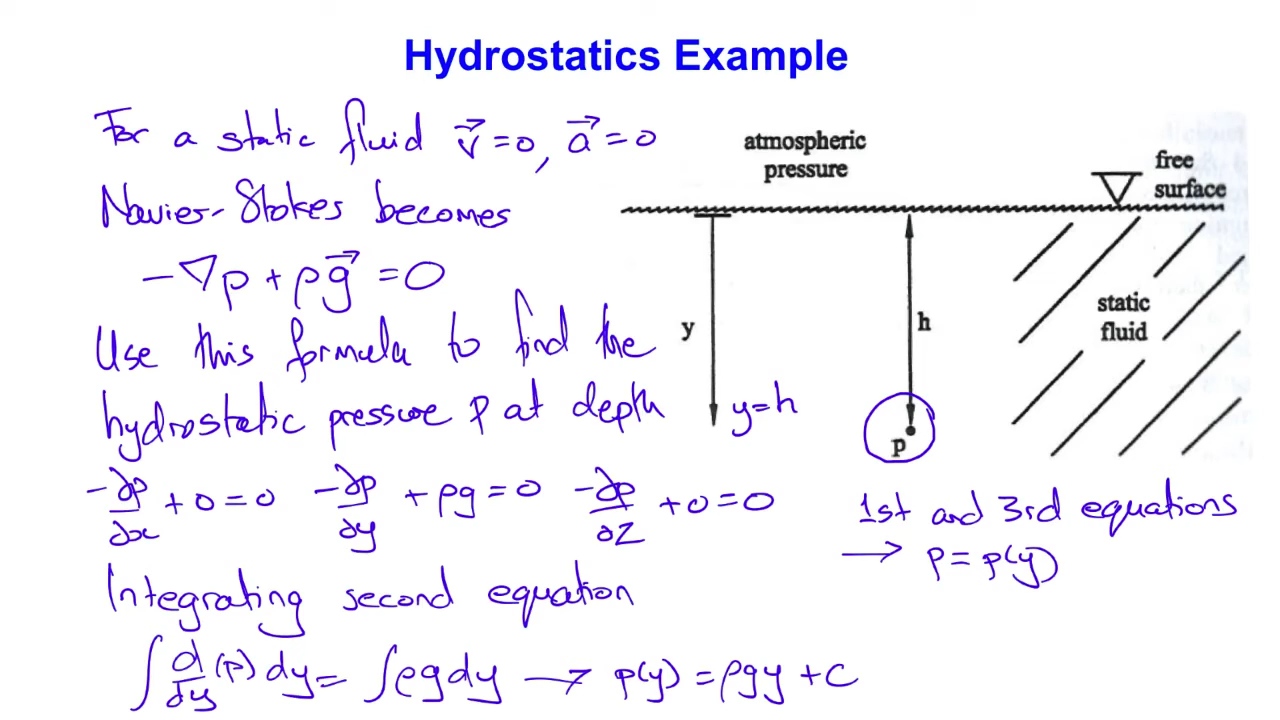 Hydrostatics Example
For a static fluid v⃗ = 0, a⃗ = 0
Navier-Stokes becomes
-∇p + ρg⃗ = 0
Use this formula to find the
hydrostatic pressure p at depth
y=h
-∂p/∂x + 0 = 0   -∂p/∂y + ρg = 0   -∂p/∂z + 0 = 0
Integrating second equation
∫ d/dy (p) dy = ∫ρg dy → p(y) = ρgy + c
atmospheric
pressure
free
surface
y
h
static
fluid
p
1st and 3rd equations
→ p = p(y)